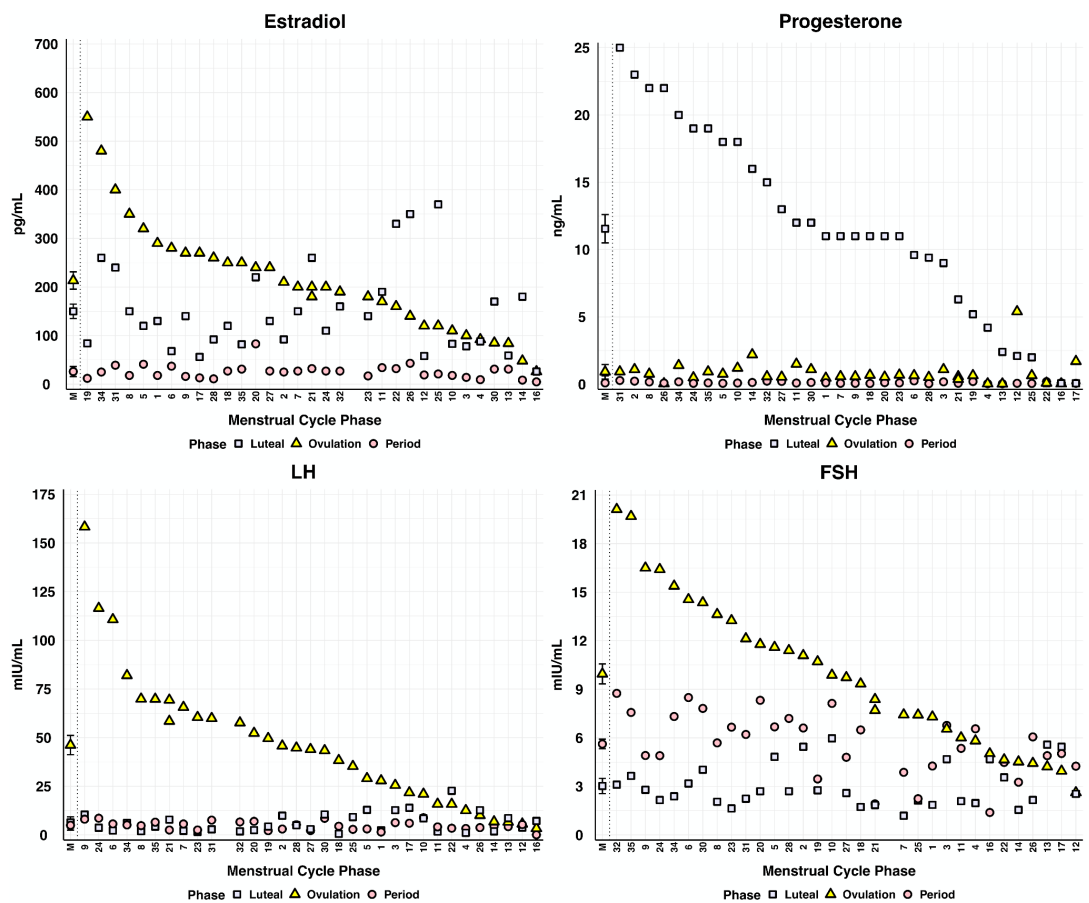 Estradiol
700
600
500
400
300
200
100
0
pg/mL
M 19 34 31 8 5 1 6 9 17 28 18 35 20 27 2 7 21 24 32 23 11 22 26 12 25 10 3 4 30 13 14 16
Menstrual Cycle Phase
Phase Luteal Ovulation Period
Progesterone
25
20
15
10
5
0
ng/mL
M 31 2 8 26 34 24 35 5 10 14 32 27 11 30 1 7 9 18 20 23 6 28 3 21 19 4 13 12 25 22 16 17
Menstrual Cycle Phase
Phase Luteal Ovulation Period
LH
175
150
125
100
75
50
25
0
mIU/mL
M 9 24 6 34 8 35 21 7 23 31 32 20 19 2 28 27 30 18 25 5 1 3 17 10 11 22 4 26 14 13 12 16
Menstrual Cycle Phase
Phase Luteal Ovulation Period
FSH
21
18
15
12
9
6
3
0
mIU/mL
M 32 35 9 24 34 6 30 8 23 31 20 5 28 2 19 10 27 18 21 7 25 1 3 11 4 16 22 14 26 13 17 12
Menstrual Cycle Phase
Phase Luteal Ovulation Period